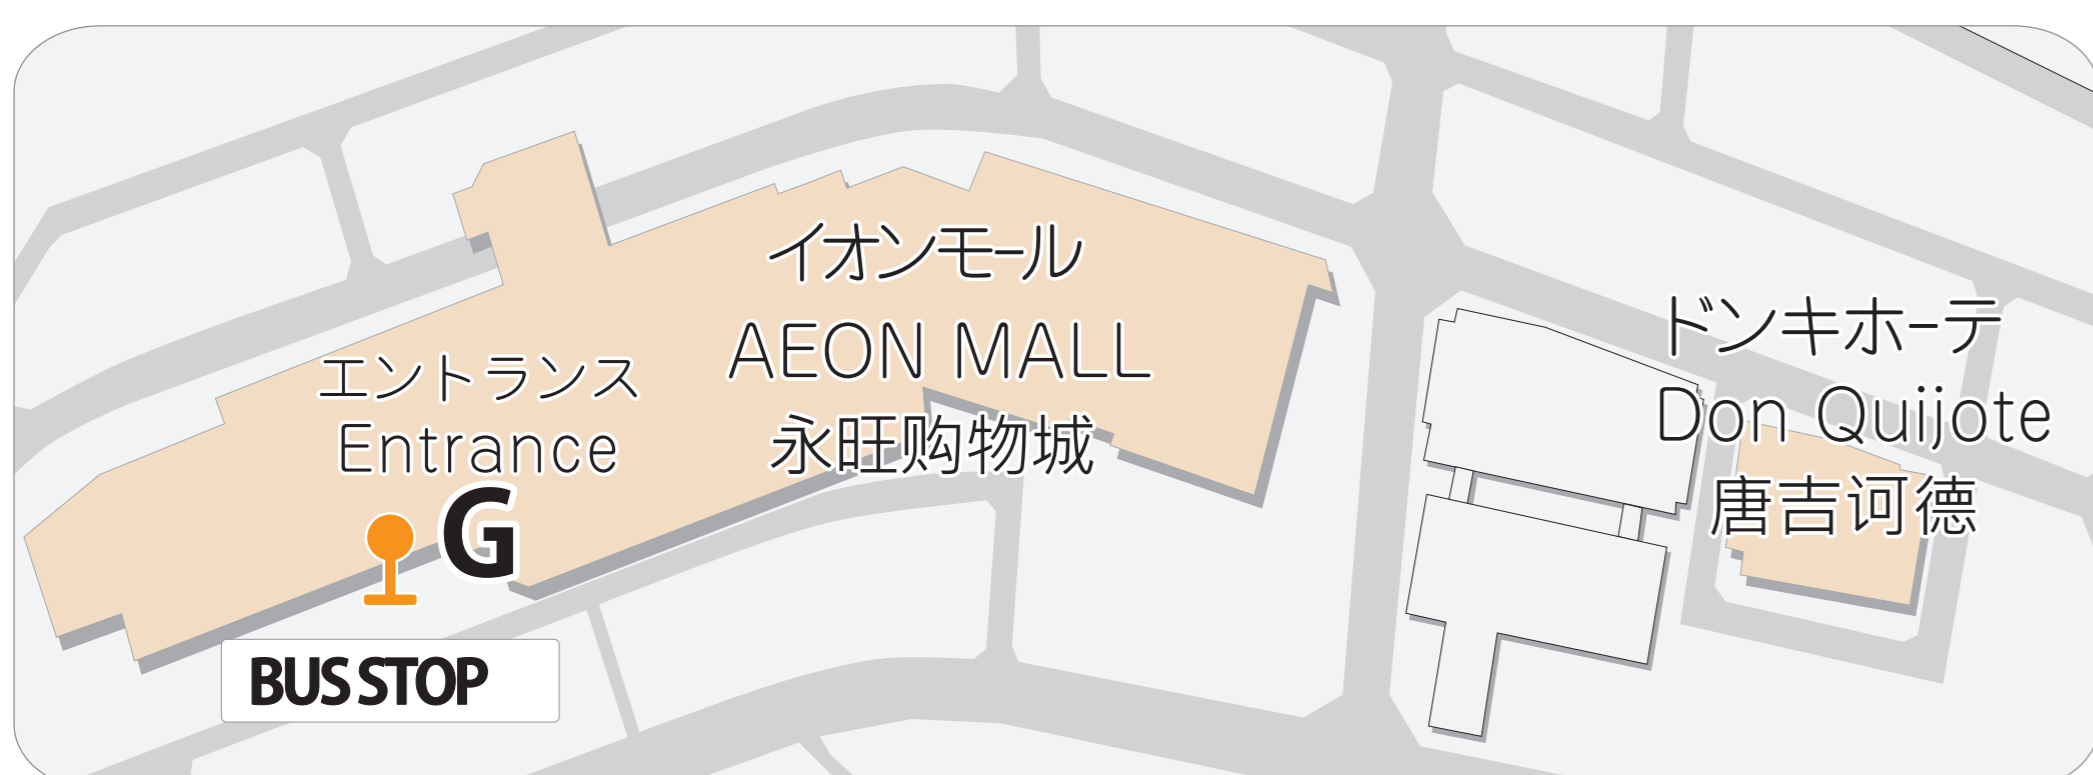 イオンモール
AEON MALL
永旺购物城
エントランス
Entrance
G
BUS STOP
ドンキホーテ
Don Quijote
唐吉诃德